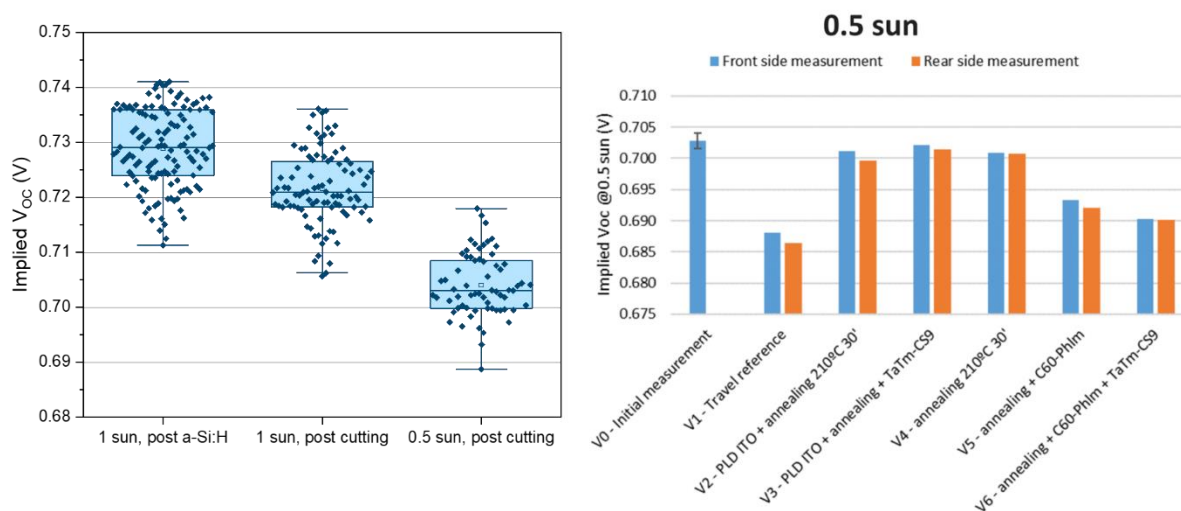 0.75
0.74
0.73
0.72
0.71
0.70
0.69
0.68
Implied VOC (V)
1 sun, post a-Si:H
1 sun, post cutting
0.5 sun, post cutting
0.5 sun
Front side measurement
Rear side measurement
0.710
0.705
0.700
0.695
0.690
0.685
0.680
0.675
Implied Voc @0.5 sun (V)
V0 - Initial measurement
V1 - Travel reference
V2 - PLD ITO + annealing 210ºC 30'
V3 - PLD ITO + annealing + TaTm-CS9
V4 - annealing 210ºC 30'
V5 - annealing + C60-PhIm
V6 - annealing + C60-PhIm + TaTm-CS9